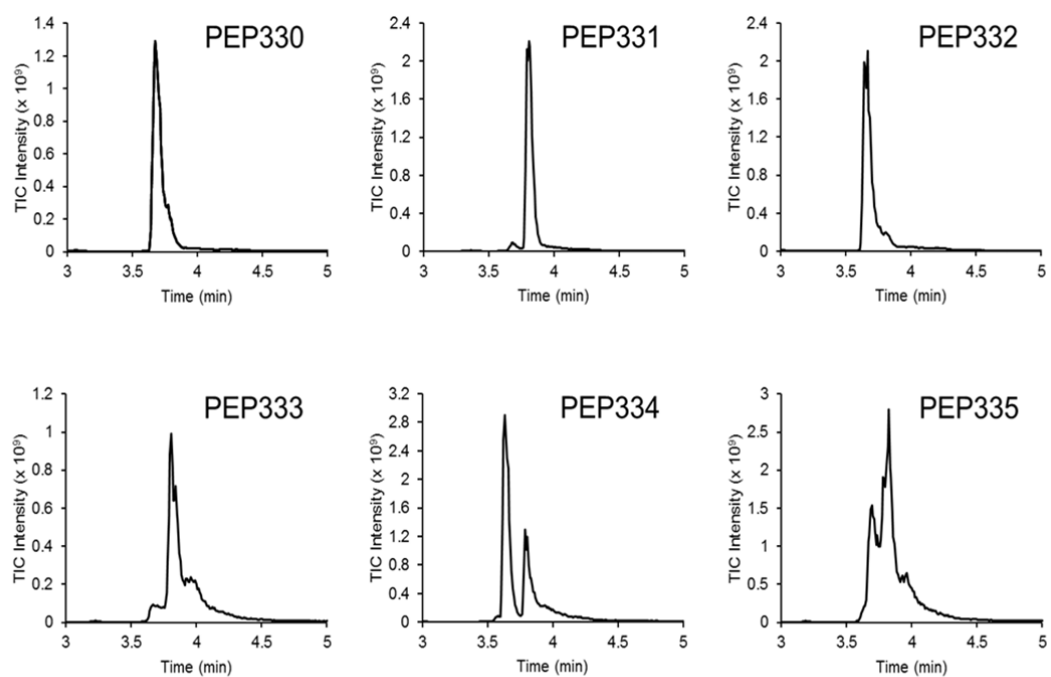 PEP330
TIC Intensity (x 10⁹)
1.4
1.2
1
0.8
0.6
0.4
0.2
0
3 3.5 4 4.5 5
Time (min)
PEP331
TIC Intensity (x 10⁹)
2.4
2
1.6
1.2
0.8
0.4
0
3 3.5 4 4.5 5
Time (min)
PEP332
TIC Intensity (x 10⁹)
2.4
2
1.6
1.2
0.8
0.4
0
3 3.5 4 4.5 5
Time (min)
PEP333
TIC Intensity (x 10⁹)
1.2
1
0.8
0.6
0.4
0.2
0
3 3.5 4 4.5 5
Time (min)
PEP334
TIC Intensity (x 10⁹)
3.2
2.8
2.4
2
1.6
1.2
0.8
0.4
0
3 3.5 4 4.5 5
Time (min)
PEP335
TIC Intensity (x 10⁹)
3
2.5
2
1.5
1
0.5
0
3 3.5 4 4.5 5
Time (min)